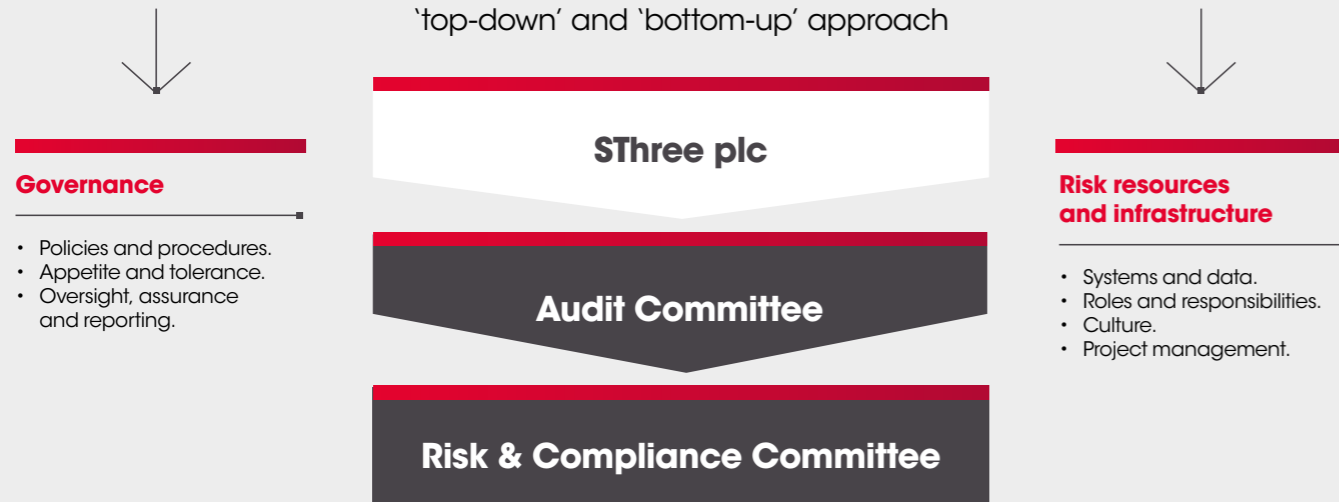 ‘top-down’ and ‘bottom-up’ approach
SThree plc
Audit Committee
Risk & Compliance Committee
Governance
• Policies and procedures.
• Appetite and tolerance.
• Oversight, assurance
and reporting.
Risk resources
and infrastructure
• Systems and data.
• Roles and responsibilities.
• Culture.
• Project management.